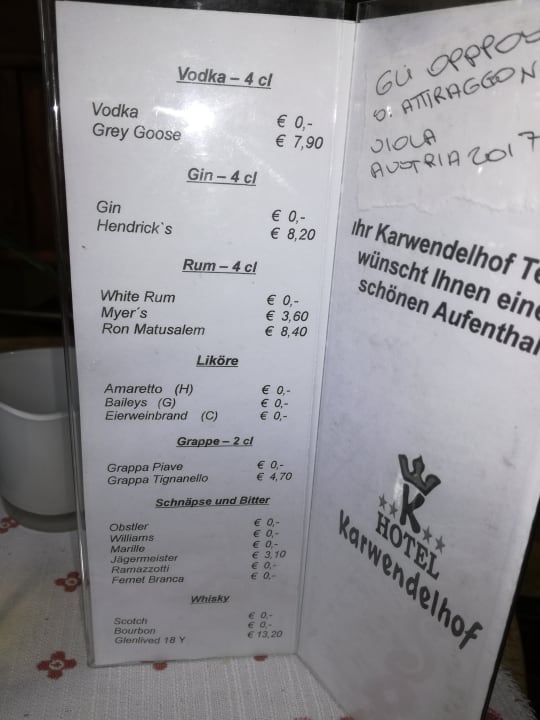 Vodka – 4 cl
Vodka € 0,-
Grey Goose € 7,90
Gin – 4 cl
Gin € 0,-
Hendrick`s € 8,20
Rum – 4 cl
White Rum € 0,-
Myer´s € 3,60
Ron Matusalem € 8,40
Liköre
Amaretto (H) € 0,-
Baileys (G) € 0,-
Eierweinbrand (C) € 0,-
Grappe – 2 cl
Grappa Piave € 0,-
Grappa Tignanello € 4,70
Schnäpse und Bitter
Obstler € 0,-
Williams € 0,-
Marille € 0,-
Jägermeister € 3,10
Ramazzotti € 0,-
Fernet Branca € 0,-
Whisky
Scotch € 0,-
Bourbon € 0,-
Glenlived 18 Y € 13,20
GLI
VIOLA
AUSTRIA 2017
Ihr Karwendelhof Te
wünscht Ihnen eine
schönen Aufenthal
K
HOTEL
Karwendelhof